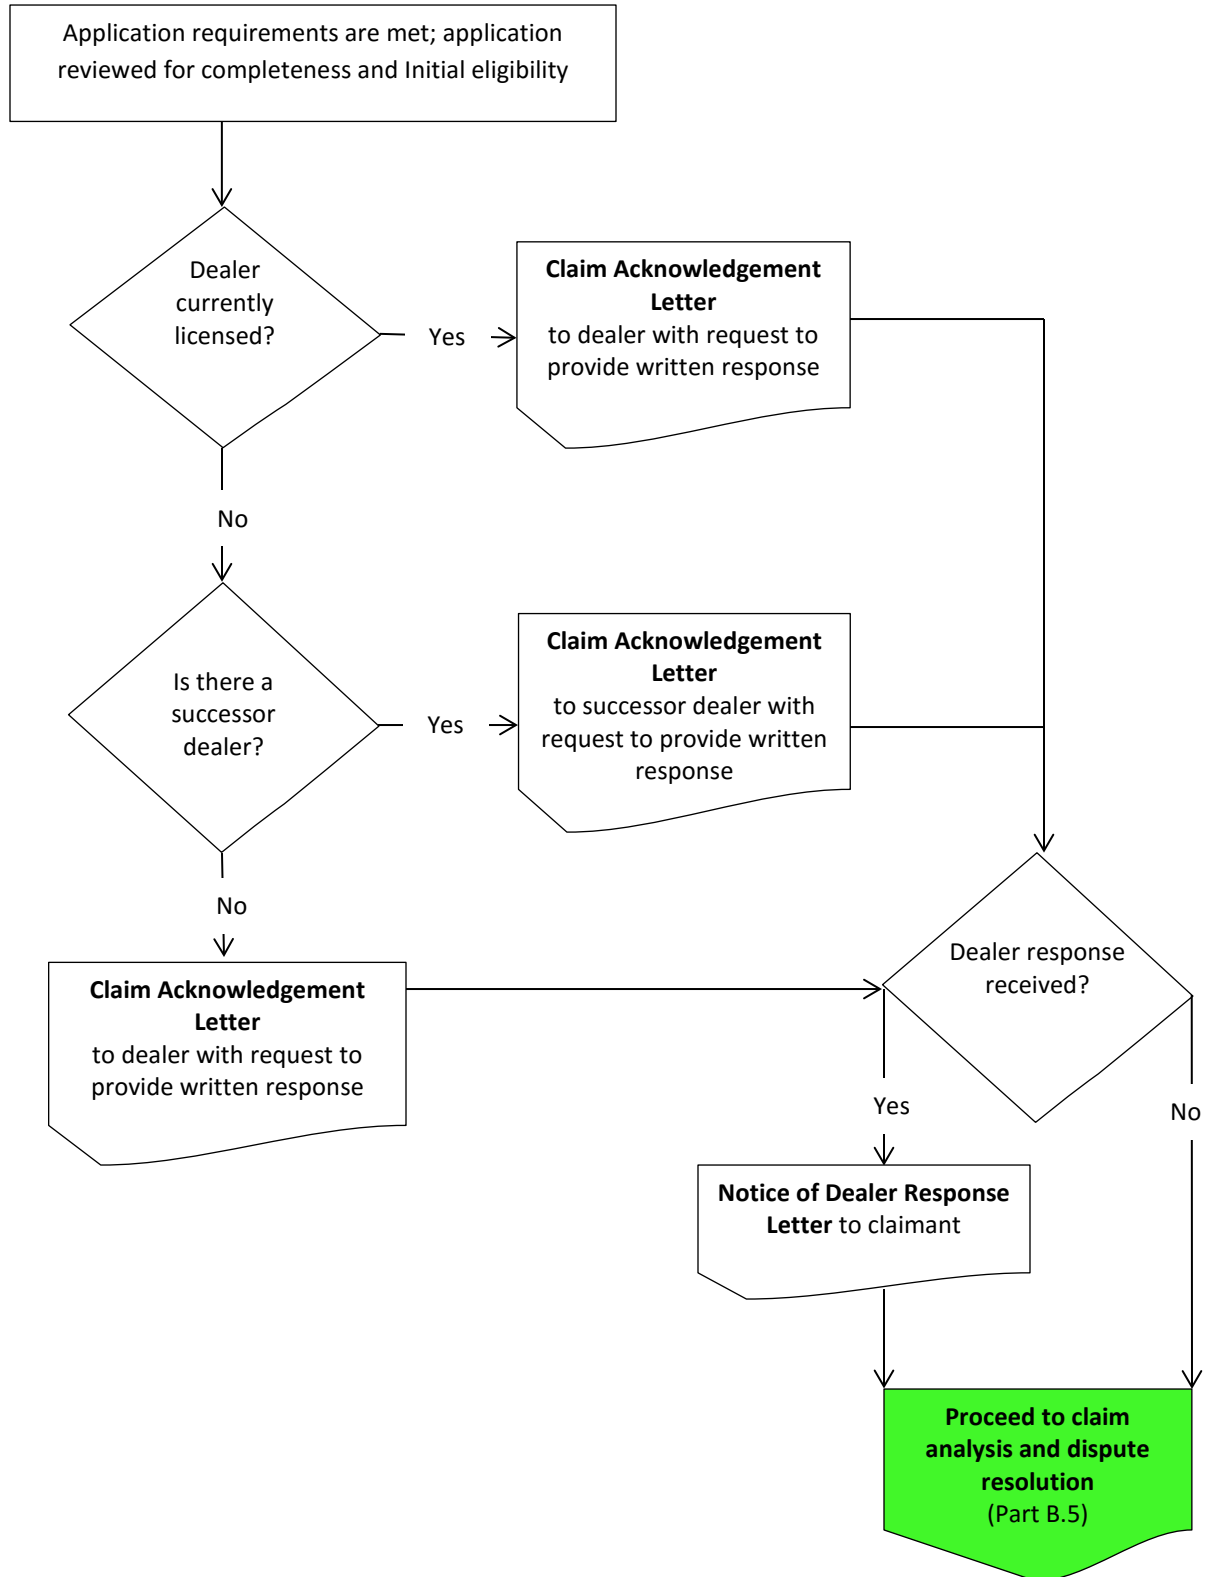 Application requirements are met; application
reviewed for completeness and Initial eligibility
Dealer
currently
licensed?
Yes
Claim Acknowledgement
Letter
to dealer with request to
provide written response
No
Is there a
successor
dealer?
Yes
Claim Acknowledgement
Letter
to successor dealer with
request to provide written
response
No
Claim Acknowledgement
Letter
to dealer with request to
provide written response
Dealer response
received?
Yes
No
Notice of Dealer Response
Letter to claimant
Proceed to claim
analysis and dispute
resolution
(Part B.5)